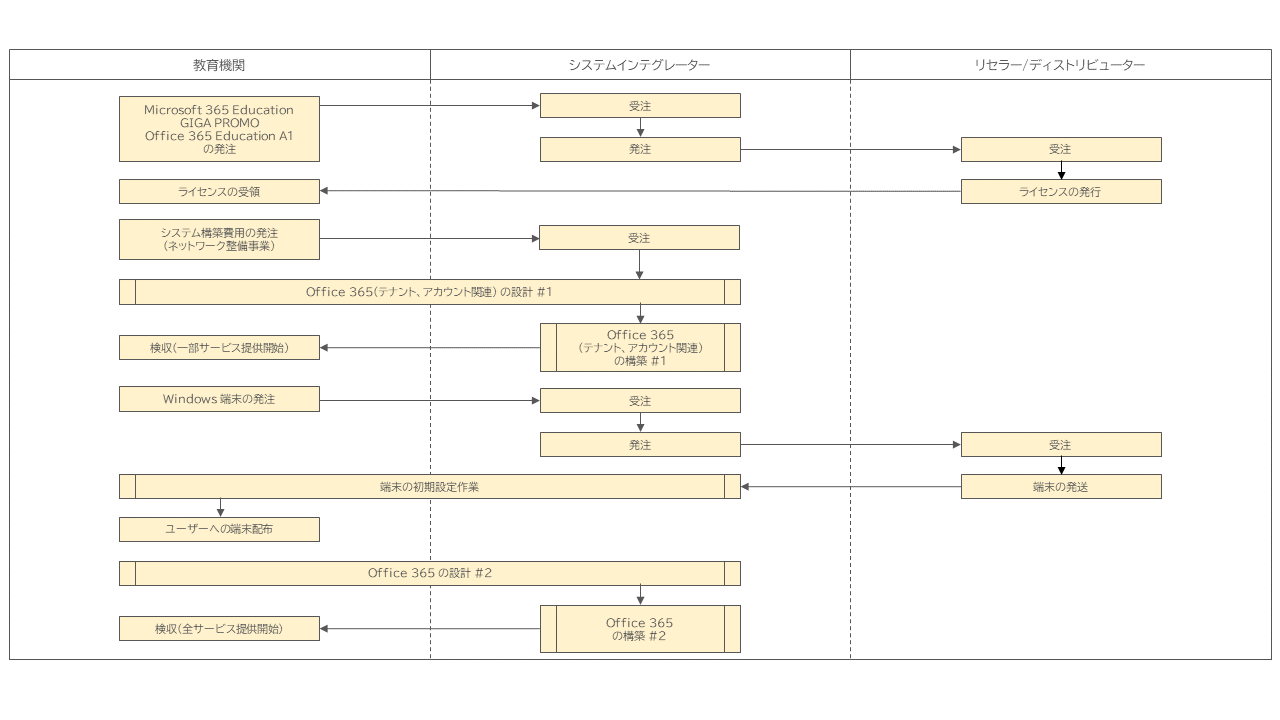 教育機関
システムインテグレーター
リセラー/ディストリビューター
Microsoft 365 Education
GIGA PROMO
Office 365 Education A1
の発注
受注
発注
受注
ライセンスの受領
ライセンスの発行
システム構築費用の発注
（ネットワーク整備事業）
受注
Office 365（テナント、アカウント関連）の設計 #1
Office 365
（テナント、アカウント関連）
の構築 #1
検収（一部サービス提供開始）
Windows 端末の発注
受注
発注
受注
端末の初期設定作業
端末の発送
ユーザーへの端末配布
Office 365 の設計 #2
Office 365
の構築 #2
検収（全サービス提供開始）